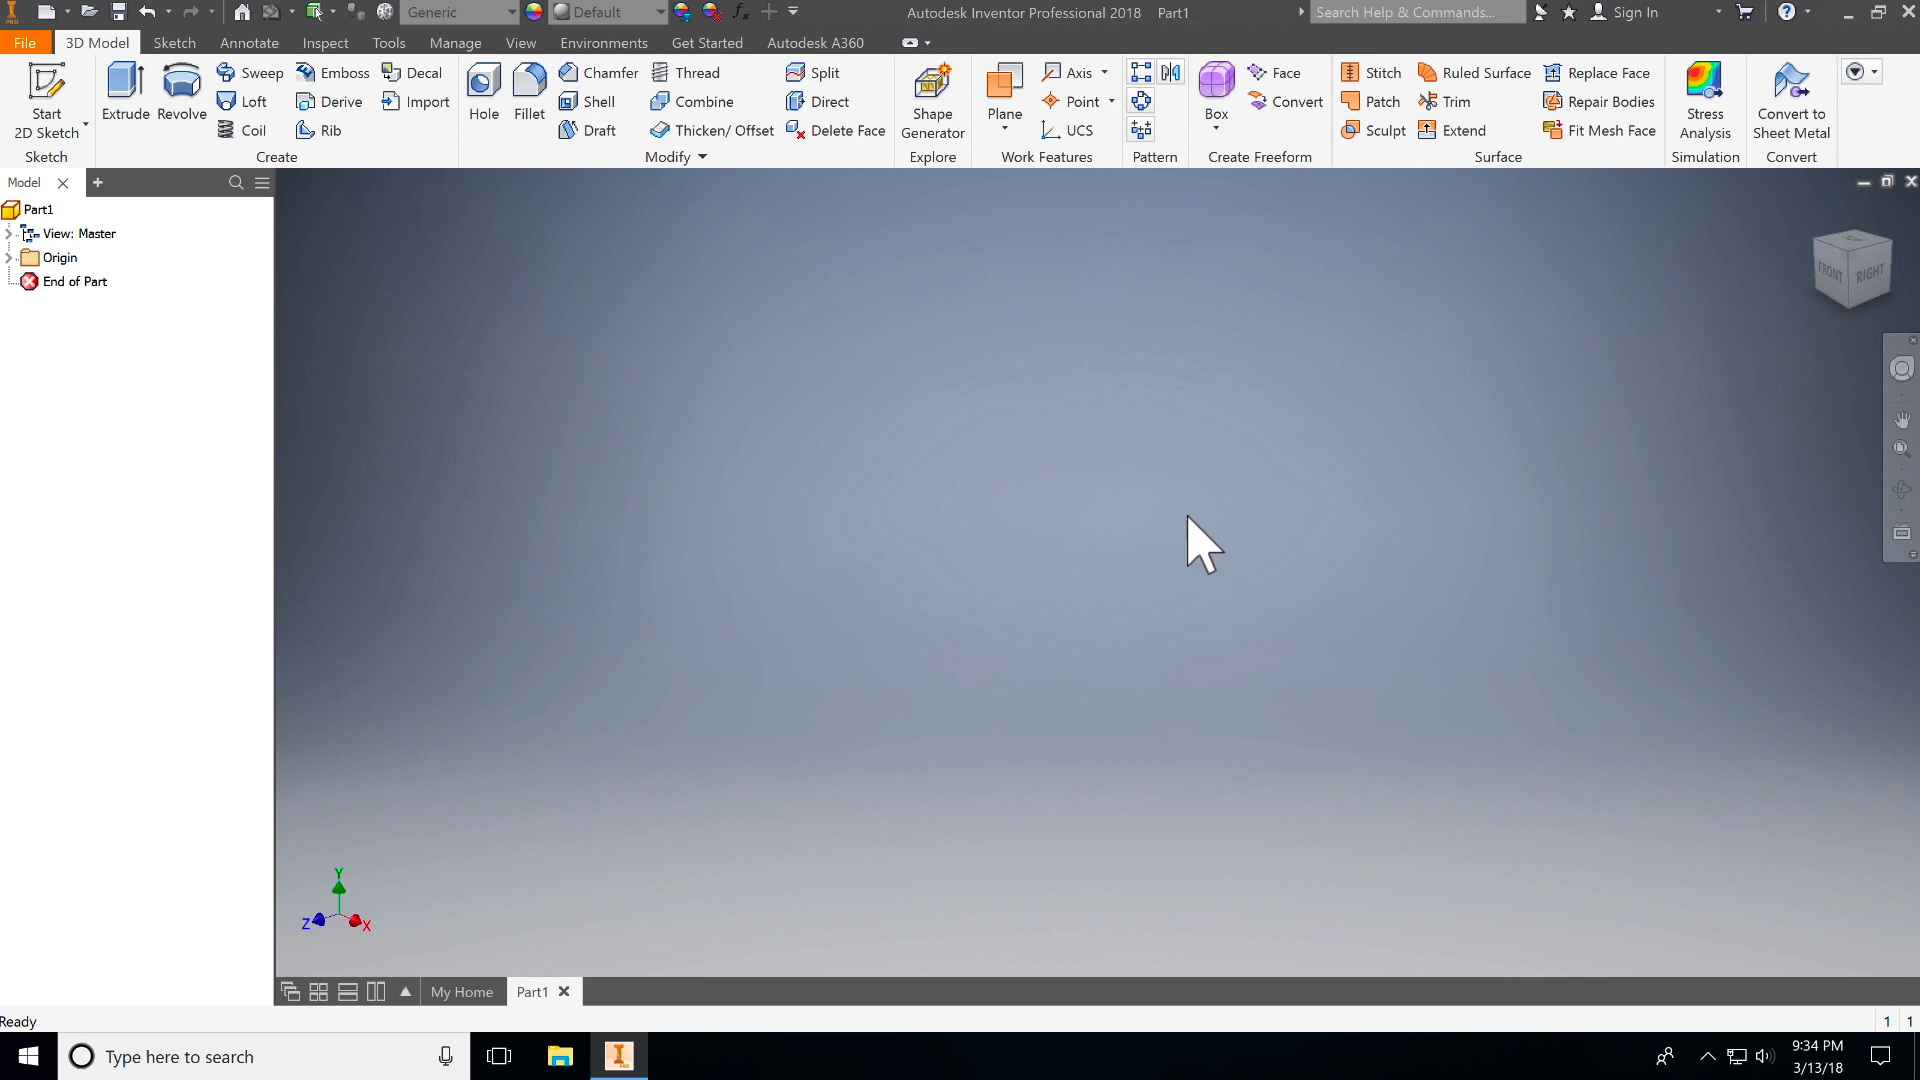 Generic
Default
Autodesk Inventor Professional 2018 Part1
Search Help & Commands...
Sign In
File
3D Model
Sketch
Annotate
Inspect
Tools
Manage
View
Environments
Get Started
Autodesk A360
Start
2D Sketch
Sketch
Extrude
Revolve
Sweep
Loft
Coil
Emboss
Derive
Rib
Decal
Import
Create
Hole
Fillet
Chamfer
Shell
Draft
Thread
Combine
Thicken/ Offset
Split
Direct
Delete Face
Modify
Shape
Generator
Explore
Plane
Axis
Point
UCS
Work Features
Pattern
Box
Face
Convert
Create Freeform
Stitch
Patch
Sculpt
Ruled Surface
Trim
Extend
Replace Face
Repair Bodies
Fit Mesh Face
Surface
Stress
Analysis
Simulation
Convert to
Sheet Metal
Convert
Model
Part1
View: Master
Origin
End of Part
TOP
FRONT
RIGHT
Y
Z
X
My Home
Part1
Ready
1 1
Type here to search
9:34 PM
3/13/18